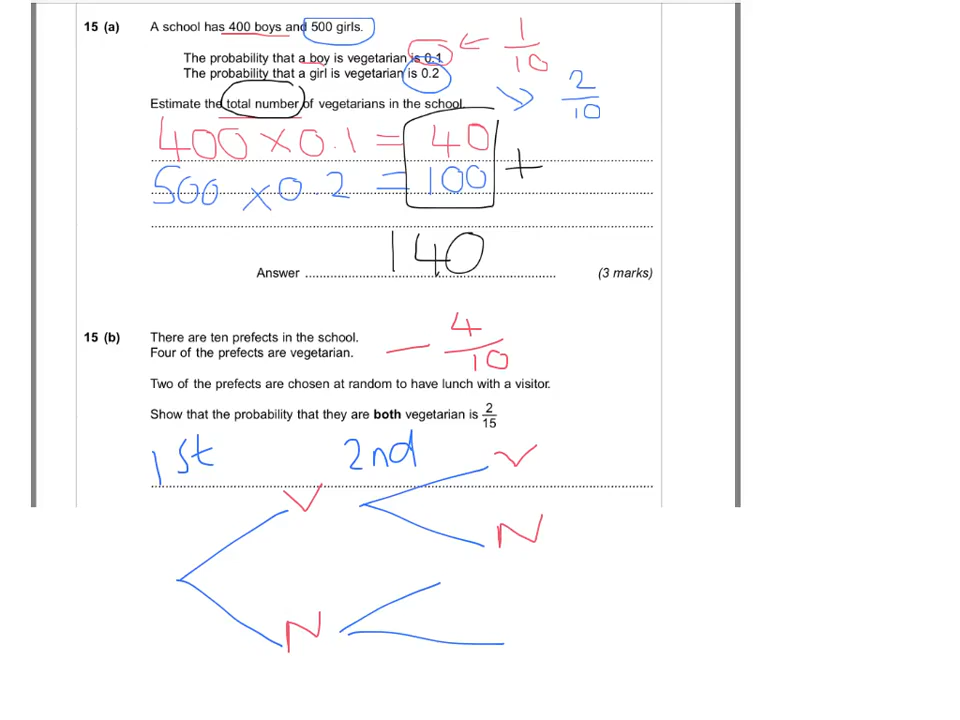 15 (a) A school has 400 boys and 500 girls.
The probability that a boy is vegetarian is 0.1
The probability that a girl is vegetarian is 0.2
1/10
2/10
Estimate the total number of vegetarians in the school.
400 × 0.1 = 40
500 × 0.2 = 100 +
140
Answer (3 marks)
15 (b) There are ten prefects in the school.
Four of the prefects are vegetarian.
– 4/10
Two of the prefects are chosen at random to have lunch with a visitor.
Show that the probability that they are both vegetarian is 2/15
1st 2nd V
V
N
N